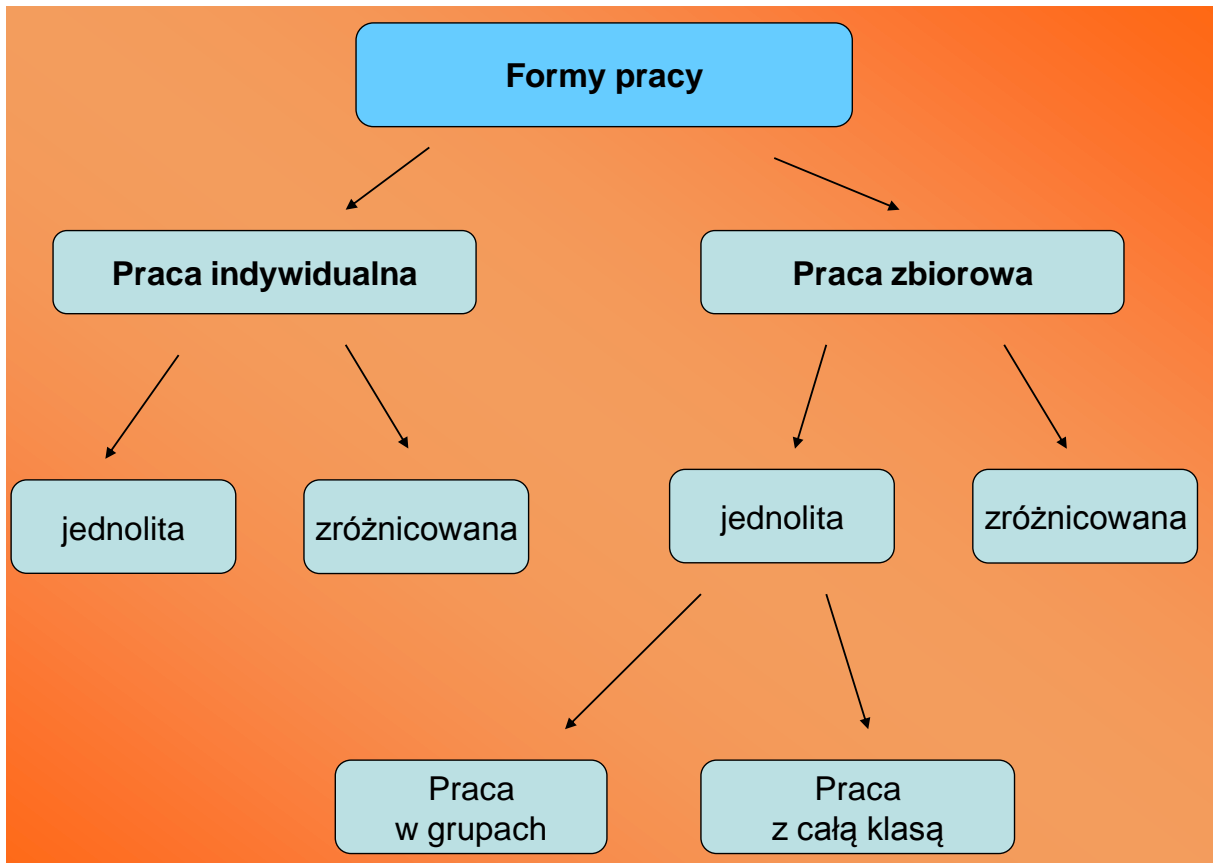 Formy pracy
Praca indywidualna
Praca zbiorowa
jednolita
zróżnicowana
jednolita
zróżnicowana
Praca
w grupach
Praca
z całą klasą